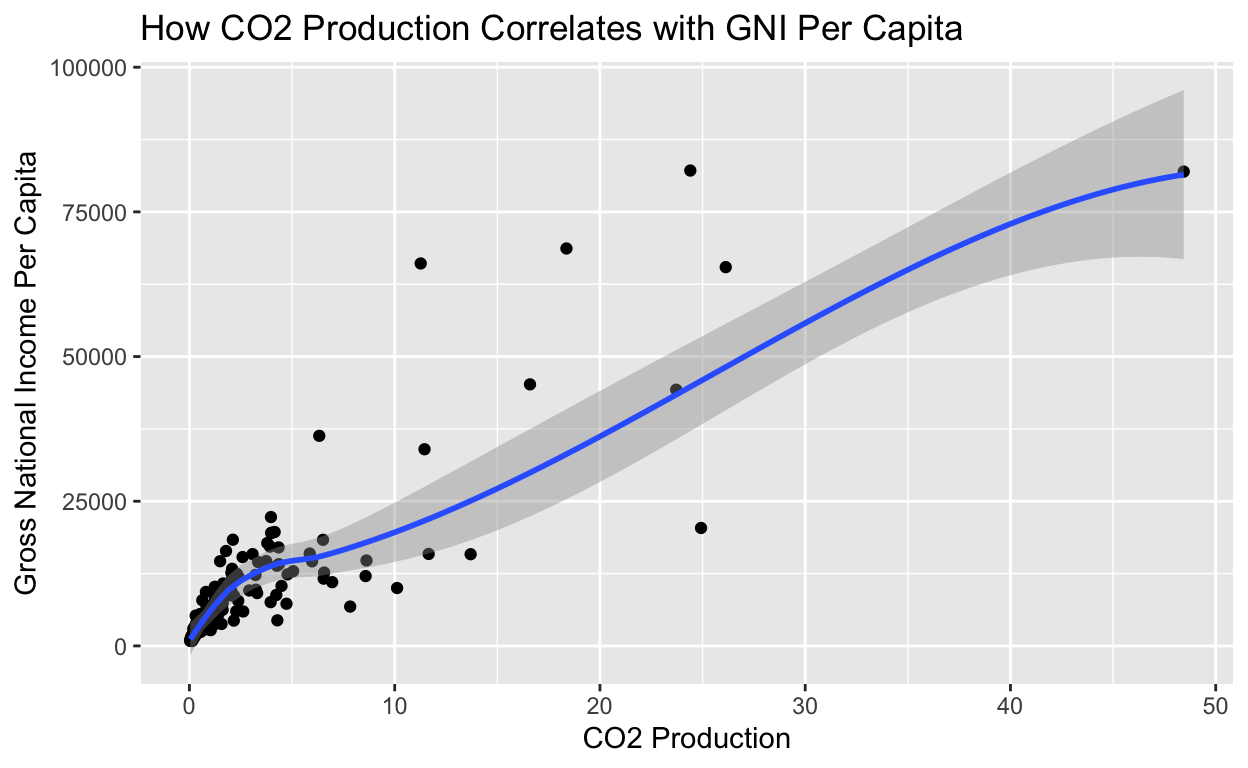 How CO2 Production Correlates with GNI Per Capita
100000
75000
50000
25000
0
Gross National Income Per Capita
0 10 20 30 40 50
CO2 Production